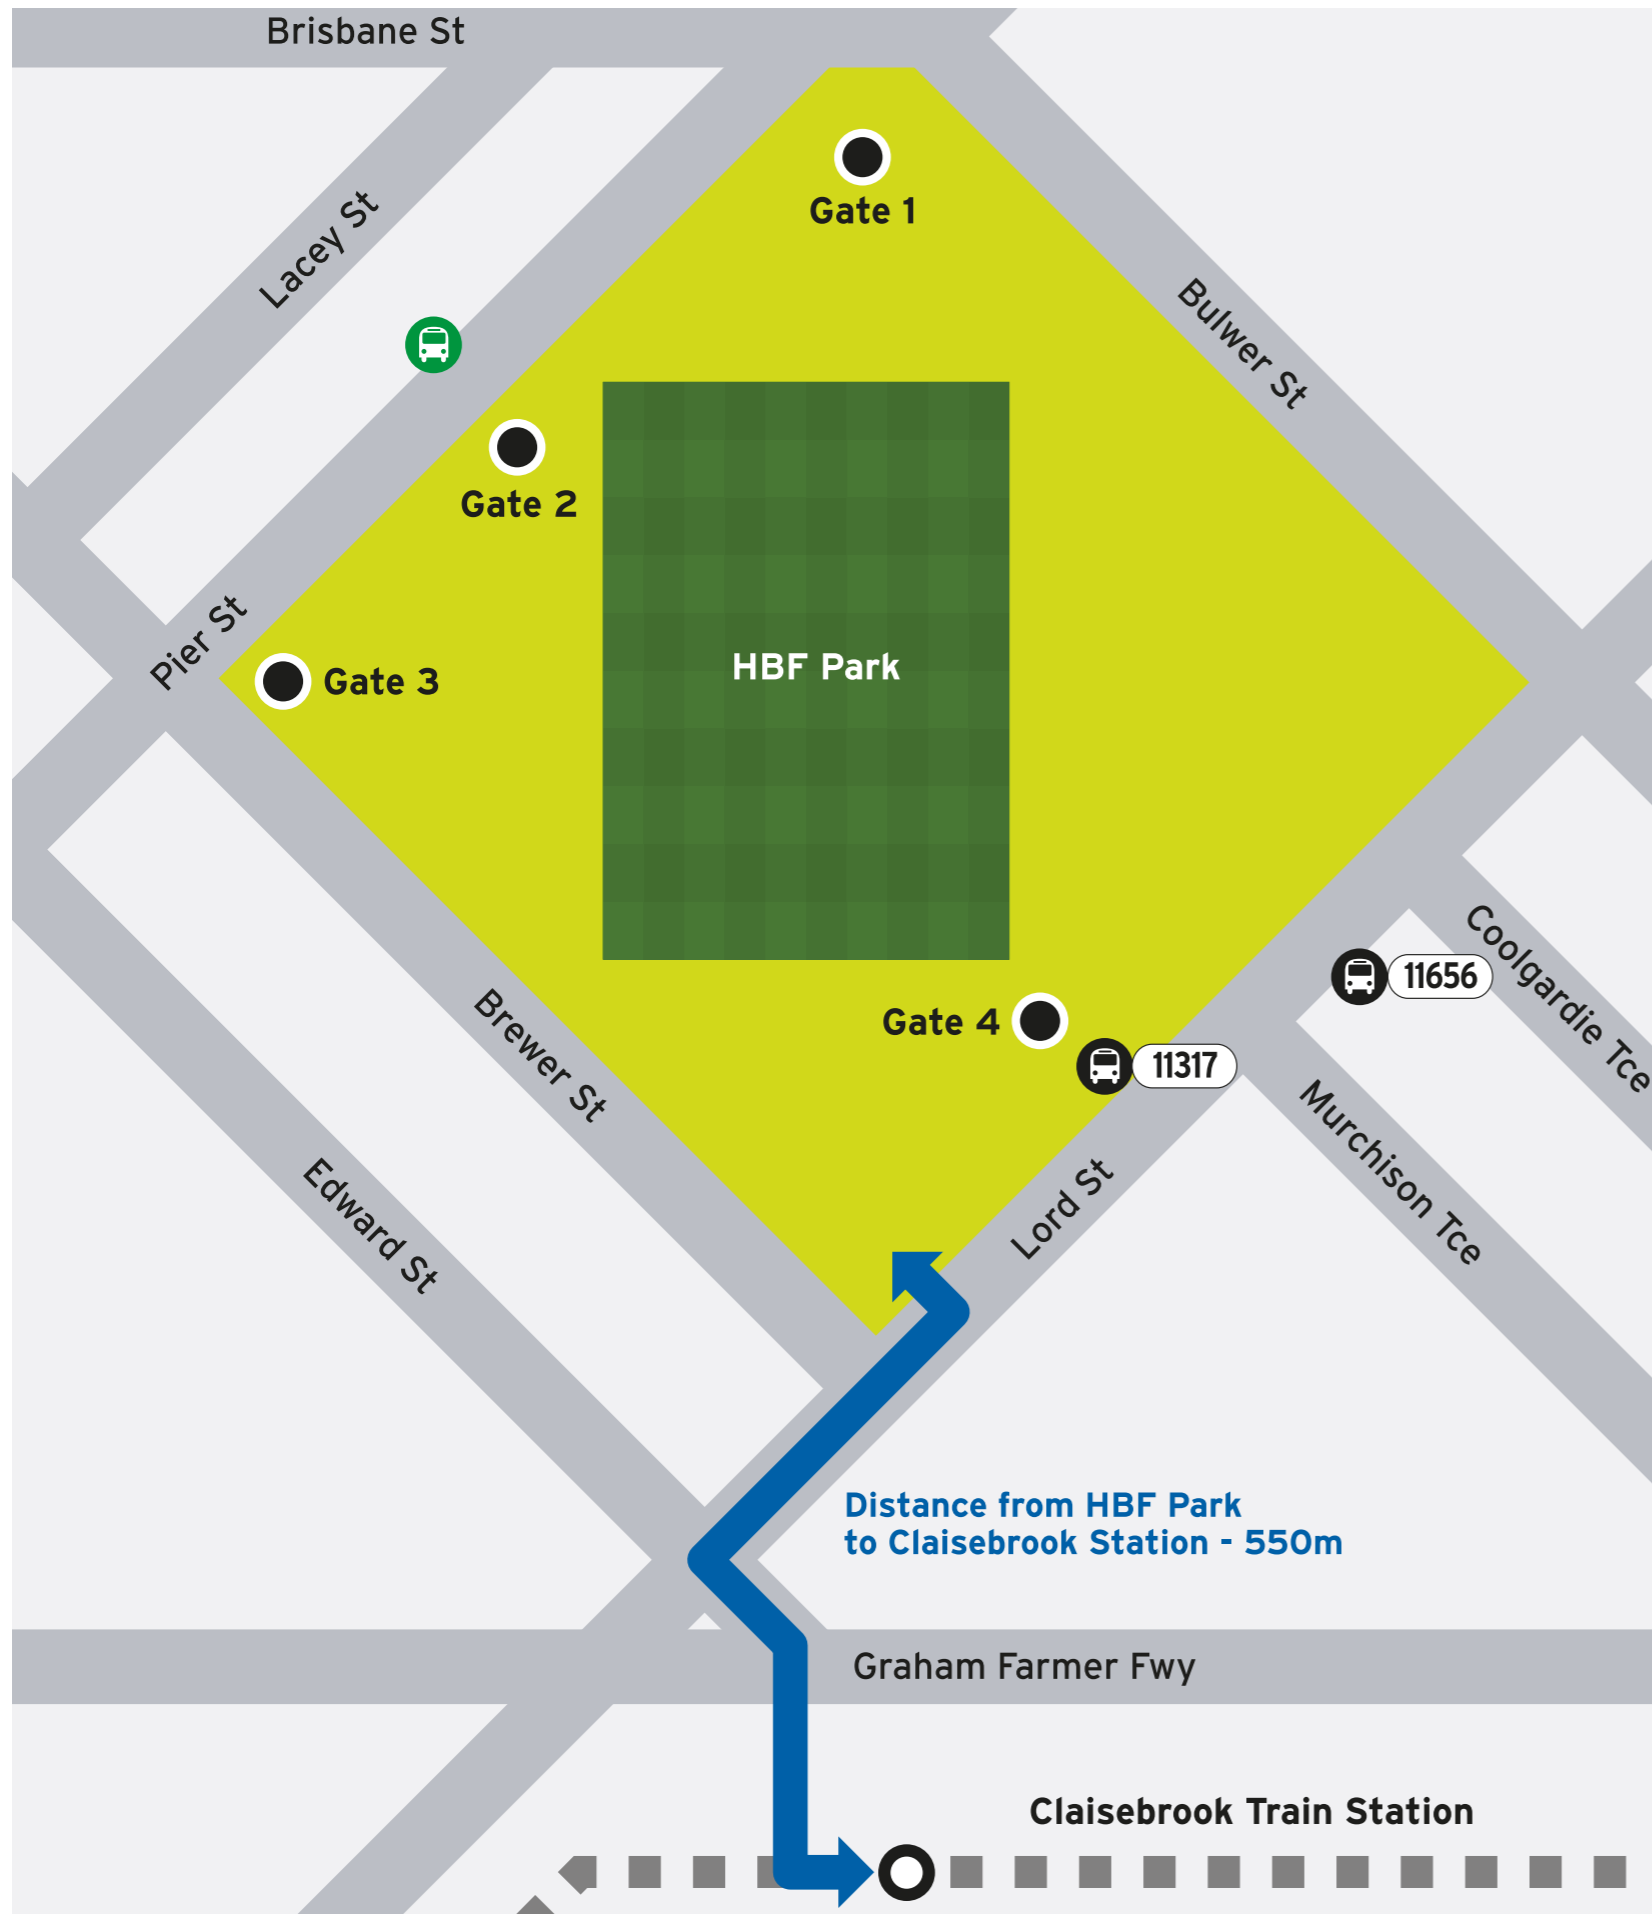 Brisbane St
Lacey St
Gate 1
Bulwer St
Gate 2
Pier St
HBF Park
Gate 3
Coolgardie Tce
11656
Gate 4
11317
Brewer St
Murchison Tce
Lord St
Edward St
Distance from HBF Park
to Claisebrook Station - 550m
Graham Farmer Fwy
Claisebrook Train Station